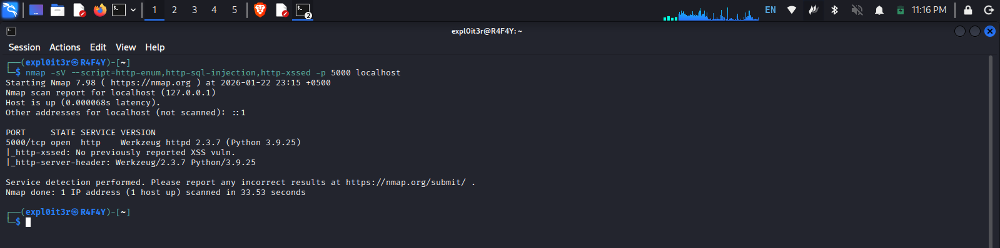 1 2 3 4 5 2 EN 11:16 PM
expl0it3r@R4F4Y: ~
Session Actions Edit View Help
┌──(expl0it3r㉿R4F4Y)-[~]
└─$ nmap -sV --script=http-enum,http-sql-injection,http-xssed -p 5000 localhost
Starting Nmap 7.98 ( https://nmap.org ) at 2026-01-22 23:15 +0500
Nmap scan report for localhost (127.0.0.1)
Host is up (0.000068s latency).
Other addresses for localhost (not scanned): ::1
PORT     STATE SERVICE VERSION
5000/tcp open  http    Werkzeug httpd 2.3.7 (Python 3.9.25)
|_http-xssed: No previously reported XSS vuln.
|_http-server-header: Werkzeug/2.3.7 Python/3.9.25
Service detection performed. Please report any incorrect results at https://nmap.org/submit/ .
Nmap done: 1 IP address (1 host up) scanned in 33.53 seconds
┌──(expl0it3r㉿R4F4Y)-[~]
└─$